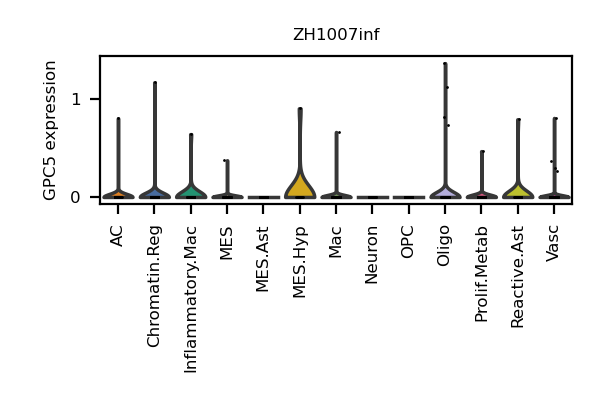 ZH1007inf
GPC5 expression
1
0
AC
Chromatin.Reg
Inflammatory.Mac
MES
MES.Ast
MES.Hyp
Mac
Neuron
OPC
Oligo
Prolif.Metab
Reactive.Ast
Vasc